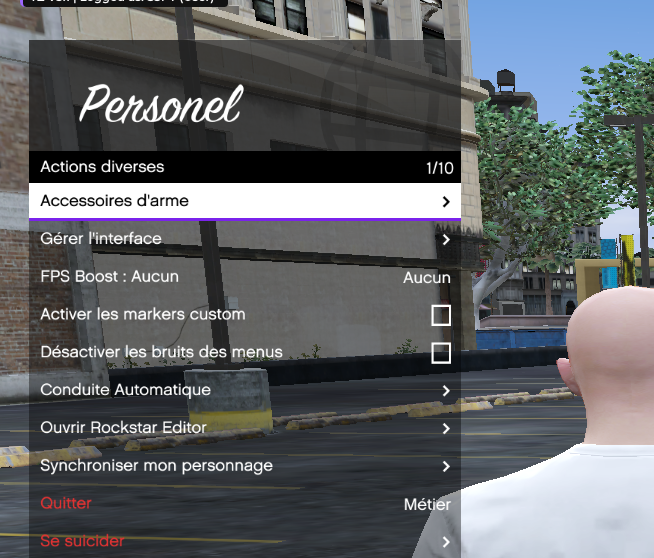 Personel
Actions diverses 1/10
Accessoires d'arme
Gérer l'interface
FPS Boost : Aucun Aucun
Activer les markers custom
Désactiver les bruits des menus
Conduite Automatique
Ouvrir Rockstar Editor
Synchroniser mon personnage
Quitter Métier
Se suicider